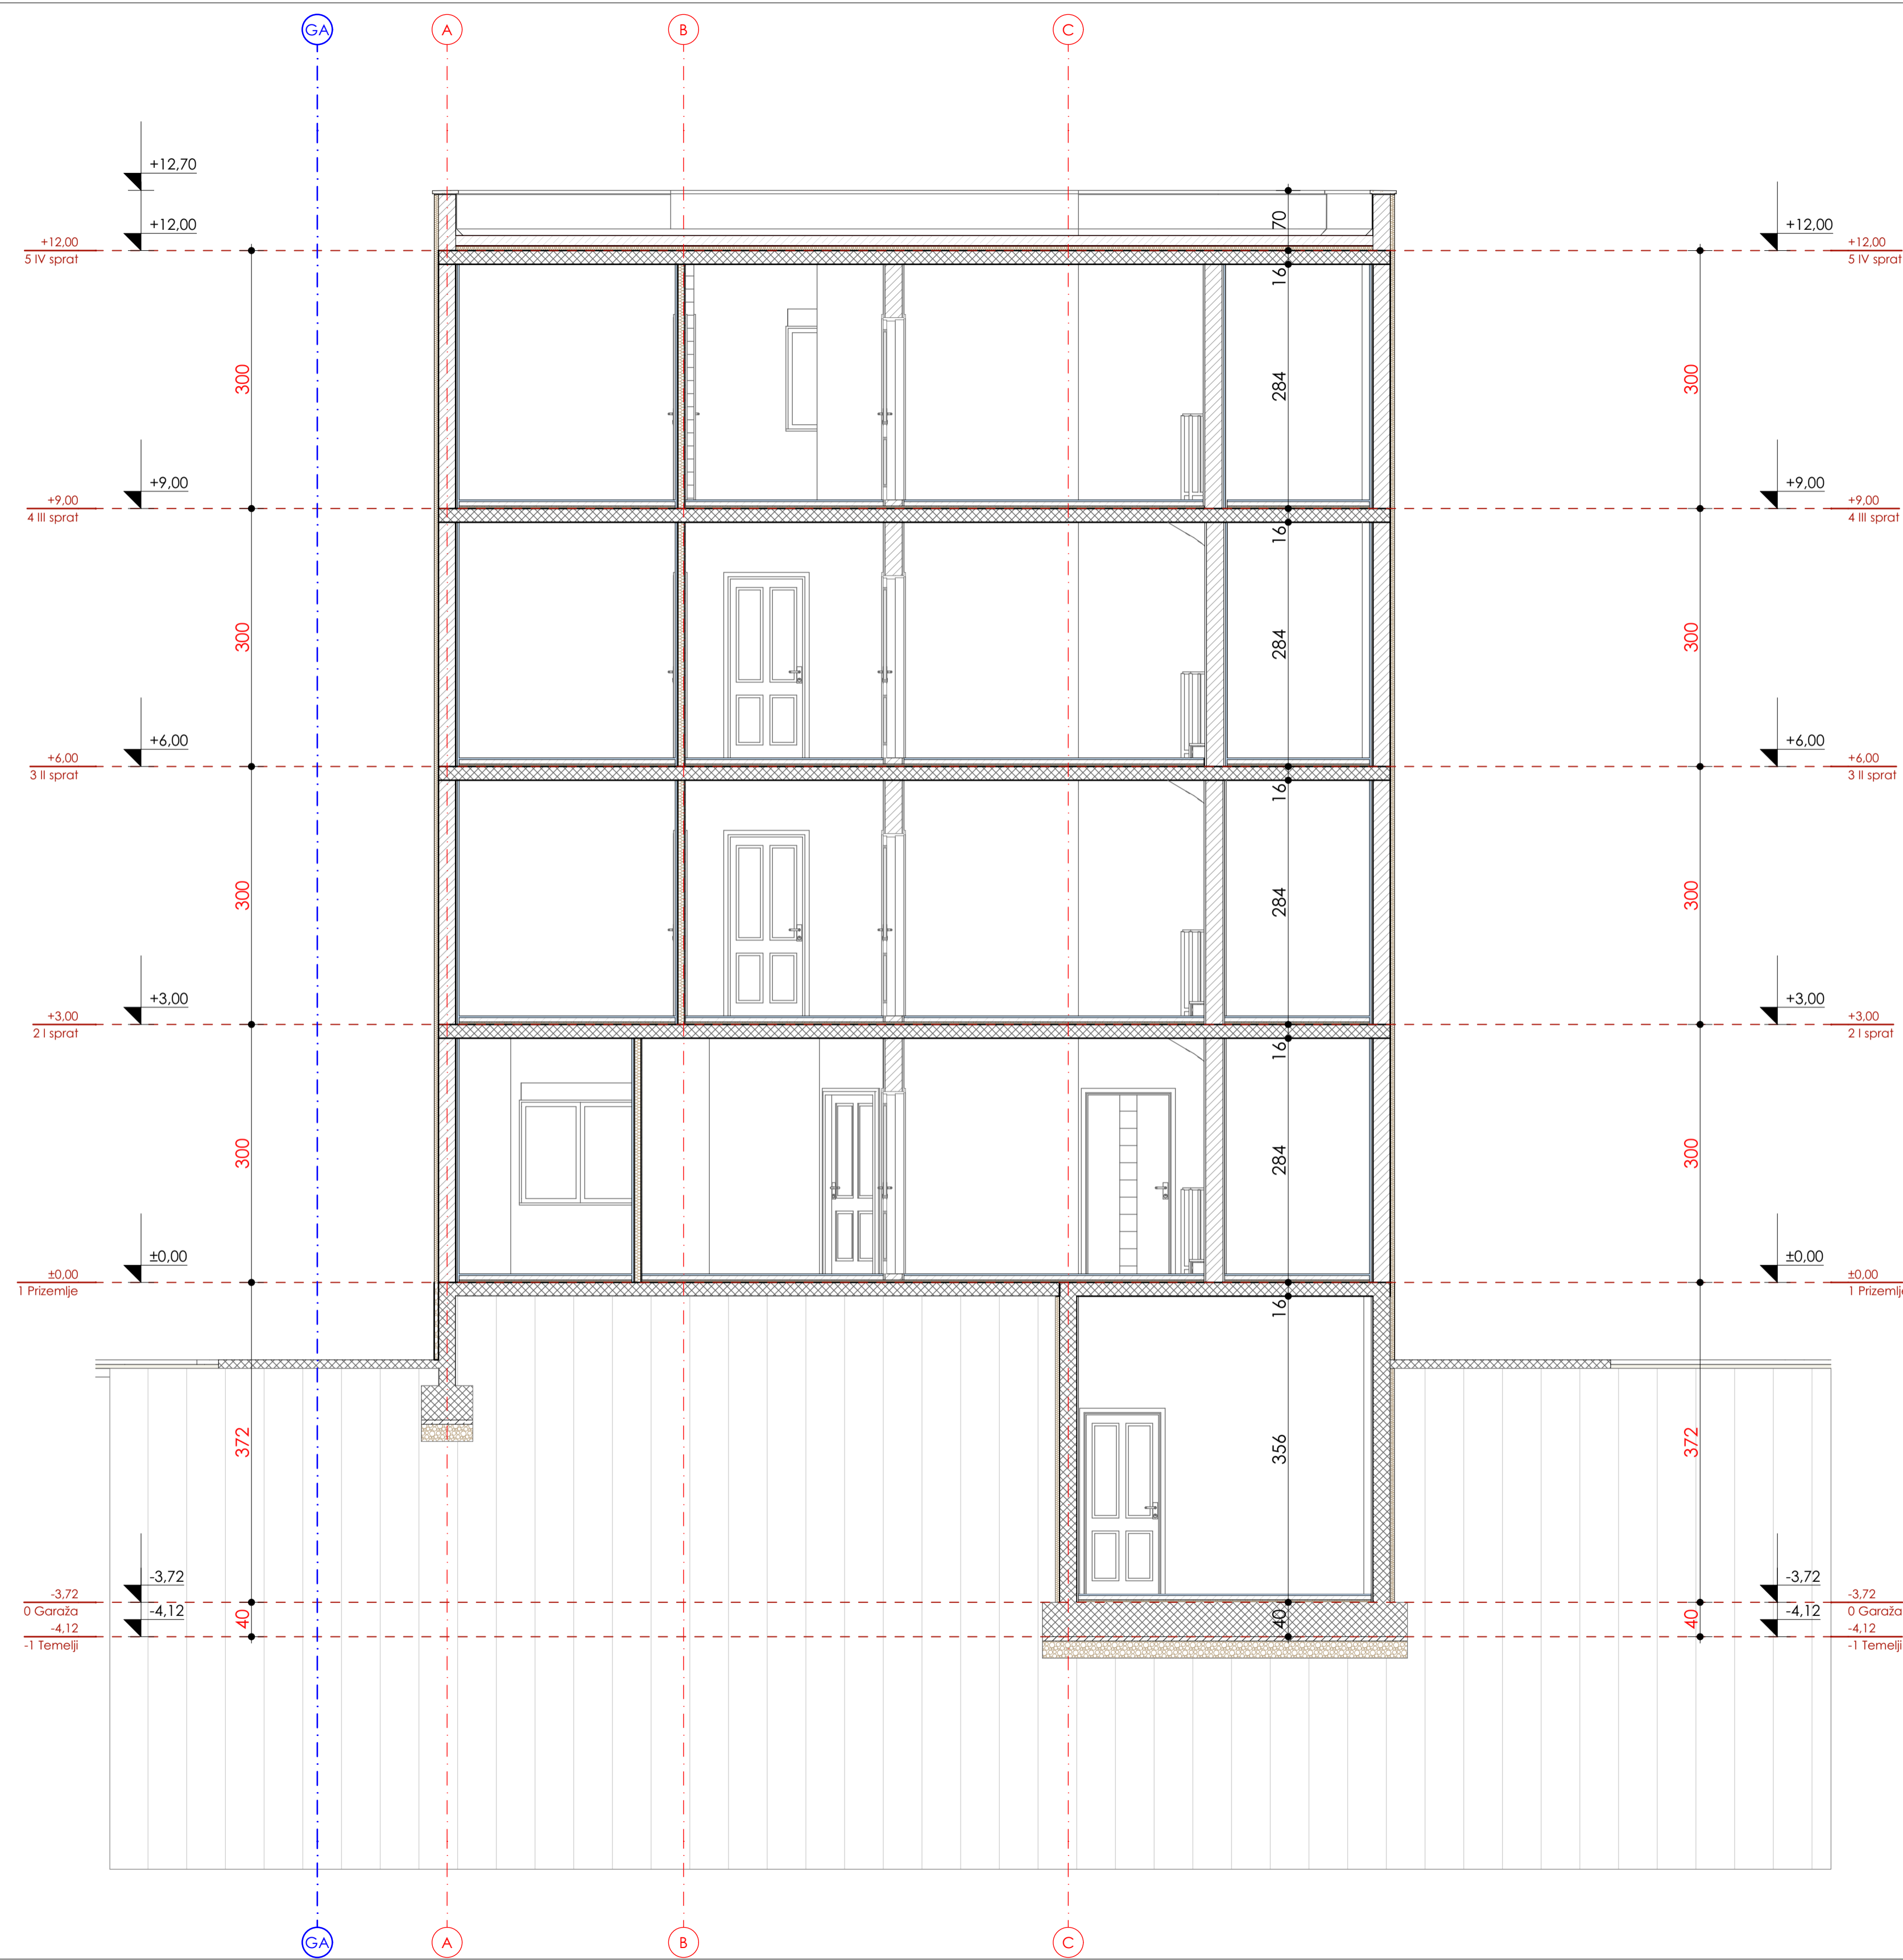 GA A B C
+12,70
+12,00 +12,00
+12,00 +12,00
5 IV sprat 5 IV sprat
70
16
300 284 300
+9,00 +9,00
+9,00 +9,00
4 III sprat 4 III sprat
16
300 284 300
+6,00 +6,00
+6,00 +6,00
3 II sprat 3 II sprat
16
300 284 300
+3,00 +3,00
+3,00 +3,00
2 I sprat 2 I sprat
16
300 284 300
±0,00 ±0,00
±0,00 ±0,00
1 Prizemlje 1 Prizemlje
16
372 356 372
-3,72 -3,72
-3,72 -3,72
0 Garaža 0 Garaža
-4,12 -4,12
40 40 40
-4,12 -4,12
-1 Temelji -1 Temelji
GA A B C